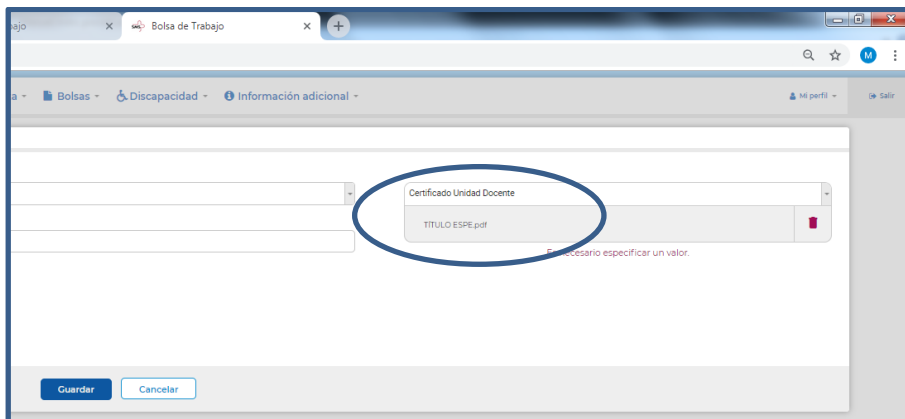 ajo
Bolsa de Trabajo
M
a
Bolsas
Discapacidad
Información adicional
Mi perfil
Salir
Certificado Unidad Docente
TÍTULO ESPE.pdf
necesario especificar un valor.
Guardar
Cancelar